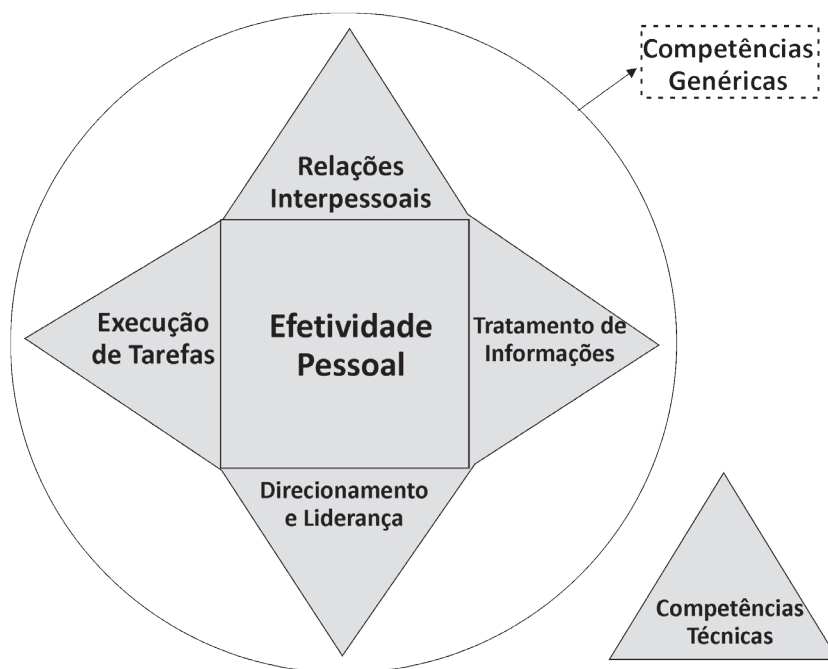 Competências
Genéricas
Relações
Interpessoais
Execução
de Tarefas
Efetividade
Pessoal
Tratamento de
Informações
Direcionamento
e Liderança
Competências
Técnicas